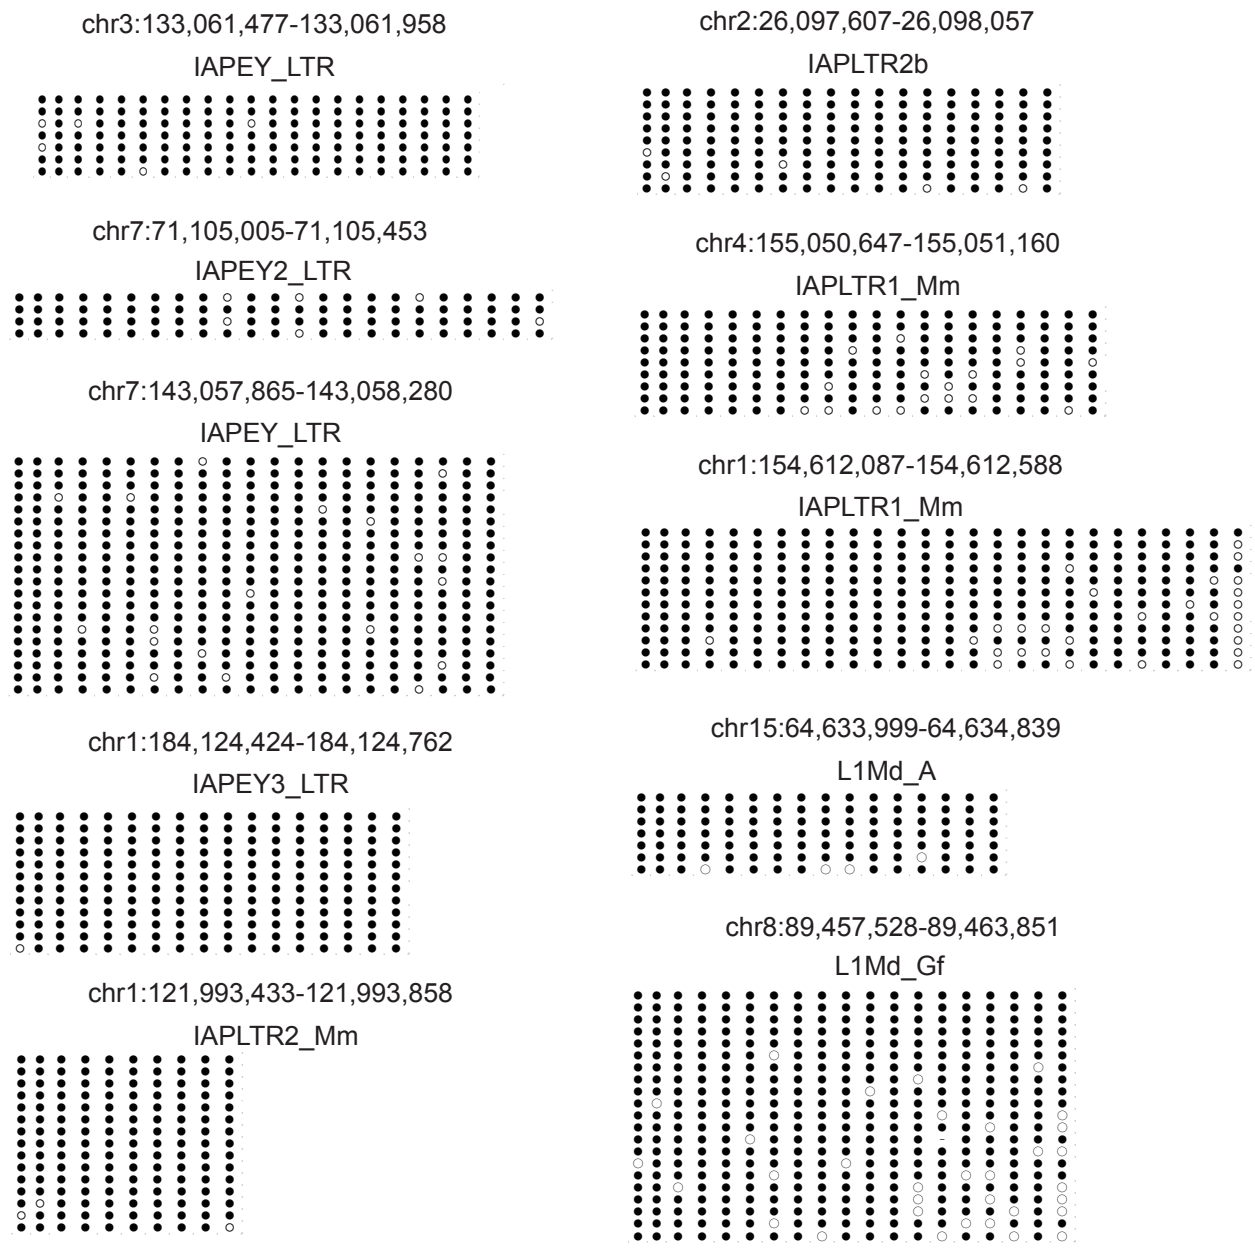 chr3:133,061,477-133,061,958
IAPEY_LTR
chr7:71,105,005-71,105,453
IAPEY2_LTR
chr7:143,057,865-143,058,280
IAPEY_LTR
chr1:184,124,424-184,124,762
IAPEY3_LTR
chr1:121,993,433-121,993,858
IAPLTR2_Mm
chr2:26,097,607-26,098,057
IAPLTR2b
chr4:155,050,647-155,051,160
IAPLTR1_Mm
chr1:154,612,087-154,612,588
IAPLTR1_Mm
chr15:64,633,999-64,634,839
L1Md_A
chr8:89,457,528-89,463,851
L1Md_Gf